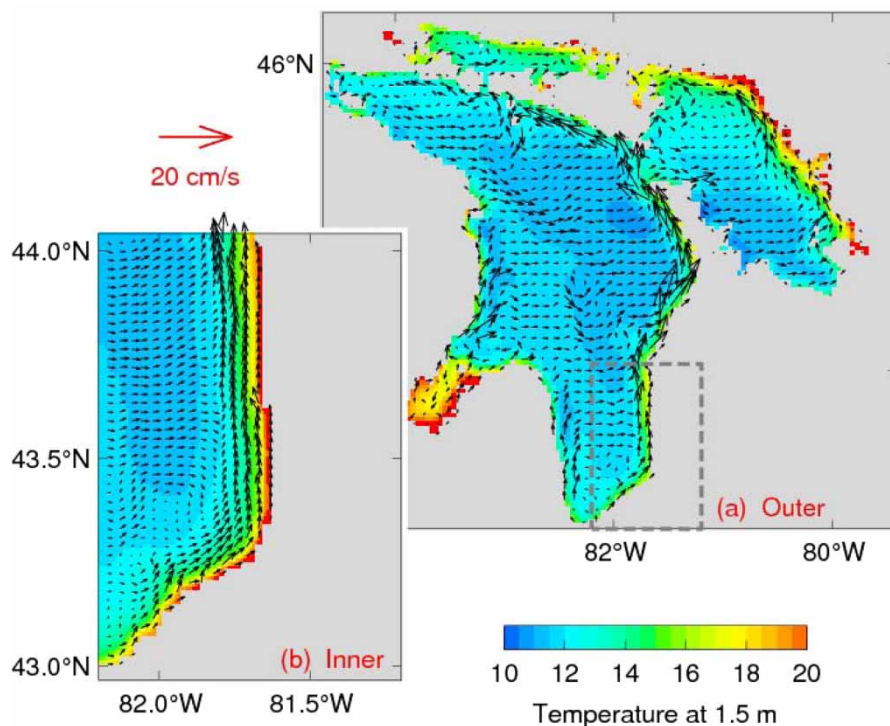 46°N
20 cm/s
44.0°N
43.5°N
43.0°N
(a) Outer
82°W
80°W
(b) Inner
82.0°W
81.5°W
10
12
14
16
18
20
Temperature at 1.5 m